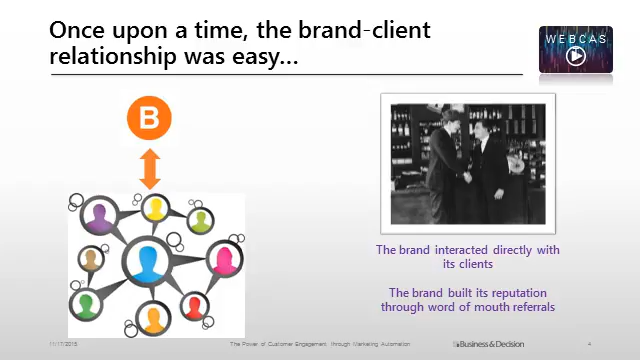 Once upon a time, the brand-client
relationship was easy...
WEBCAS
B
The brand interacted directly with
its clients
The brand built its reputation
through word of mouth referrals
11/17/2015
The Power of Customer Engagement through Marketing Automation
Business & Decision
4